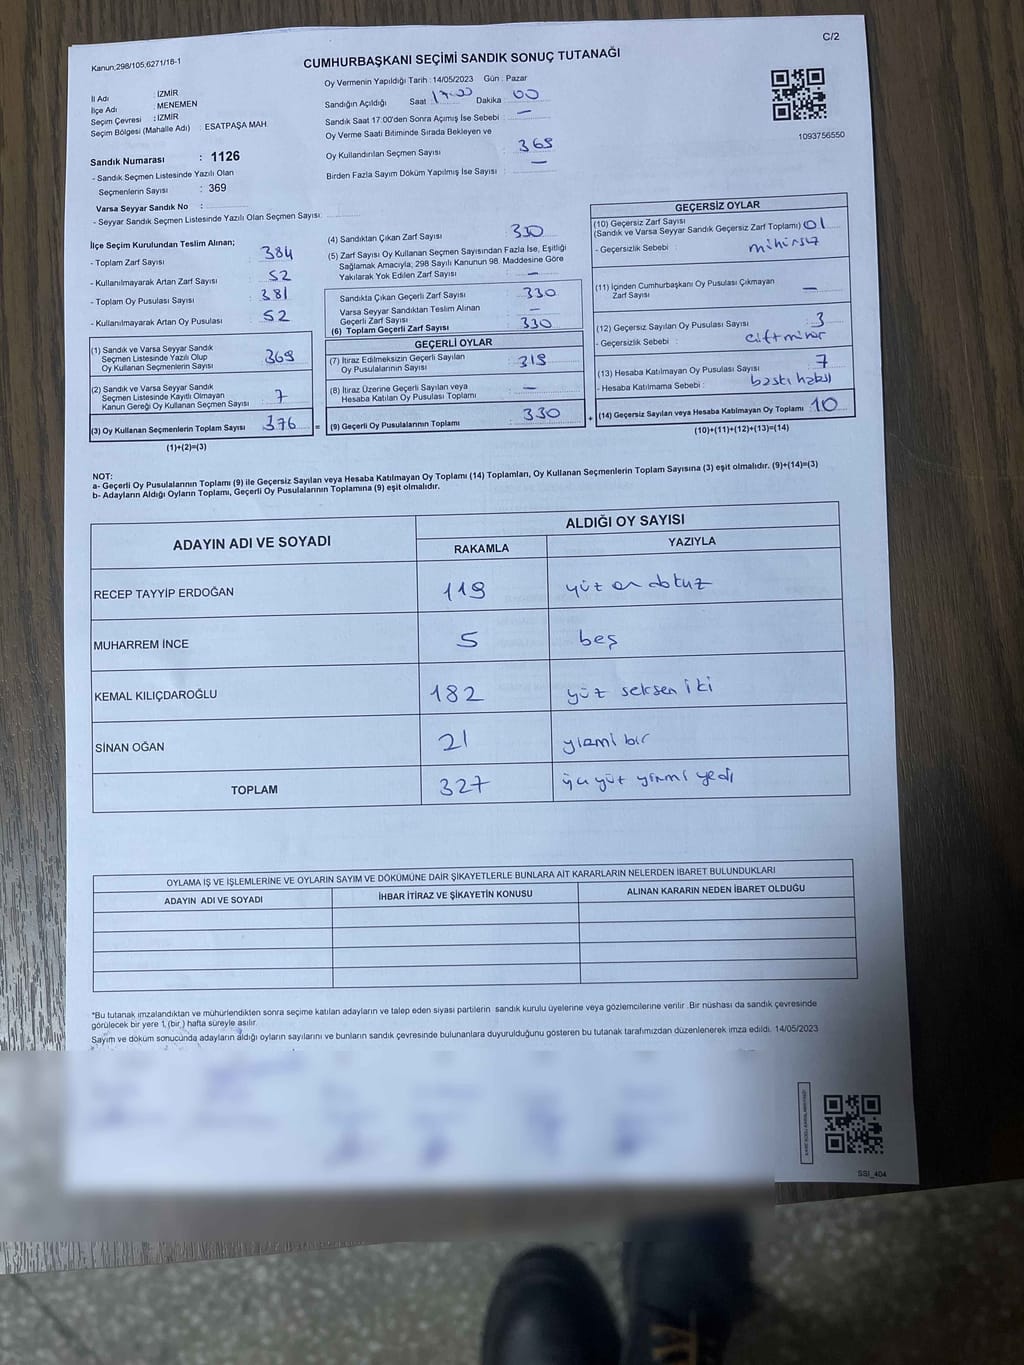 C/2
Kanun,298/105,6271/18-1
CUMHURBAŞKANI SEÇİMİ SANDIK SONUÇ TUTANAĞI
İl Adı : İZMİR
İlçe Adı : MENEMEN
Seçim Çevresi : İZMİR
Seçim Bölgesi (Mahalle Adı) : ESATPAŞA MAH.
Sandık Numarası : 1126
- Sandık Seçmen Listesinde Yazılı Olan
Seçmenlerin Sayısı : 369
Varsa Seyyar Sandık No :
- Seyyar Sandık Seçmen Listesinde Yazılı Olan Seçmen Sayısı:
Oy Vermenin Yapıldığı Tarih : 14/05/2023 Gün : Pazar
Sandığın Açıldığı Saat 17:00 Dakika 00
Sandık Saat 17:00'den Sonra Açımış İse Sebebi : —
Oy Verme Saati Bitiminde Sırada Bekleyen ve
Oy Kullandırılan Seçmen Sayısı : 369
Birden Fazla Sayım Döküm Yapılmış İse Sayısı : —
1093756550
İlçe Seçim Kurulundan Teslim Alınan;
- Toplam Zarf Sayısı : 384
- Kullanılmayarak Artan Zarf Sayısı : 52
- Toplam Oy Pusulası Sayısı : 381
- Kullanılmayarak Artan Oy Pusulası : 52
(1) Sandık ve Varsa Seyyar Sandık
Seçmen Listesinde Yazılı Olup
Oy Kullanan Seçmenlerin Sayısı : 369
(2) Sandık ve Varsa Seyyar Sandık
Seçmen Listesinde Kayıtlı Olmayan
Kanun Gereği Oy Kullanan Seçmen Sayısı : 7
(3) Oy Kullanan Seçmenlerin Toplam Sayısı : 376 =
(1)+(2)=(3)
(4) Sandıktan Çıkan Zarf Sayısı : 330
(5) Zarf Sayısı Oy Kullanan Seçmen Sayısından Fazla İse, Eşitliği
Sağlamak Amacıyla; 298 Sayılı Kanunun 98. Maddesine Göre
Yakılarak Yok Edilen Zarf Sayısı : —
Sandıkta Çıkan Geçerli Zarf Sayısı : 330
Varsa Seyyar Sandıktan Teslim Alınan
Geçerli Zarf Sayısı : —
(6) Toplam Geçerli Zarf Sayısı : 330
GEÇERLİ OYLAR
(7) İtiraz Edilmeksizin Geçerli Sayılan
Oy Pusulalarının Sayısı : 319
(8) İtiraz Üzerine Geçerli Sayılan veya
Hesaba Katılan Oy Pusulası Toplamı : —
(9) Geçerli Oy Pusulalarının Toplamı : 330 +
GEÇERSİZ OYLAR
(10) Geçersiz Zarf Sayısı
(Sandık ve Varsa Seyyar Sandık Geçersiz Zarf Toplamı) : 01
- Geçersizlik Sebebi : mühürsüz
(11) İçinden Cumhurbaşkanı Oy Pusulası Çıkmayan
Zarf Sayısı : —
(12) Geçersiz Sayılan Oy Pusulası Sayısı : 3
- Geçersizlik Sebebi : çift mühür
(13) Hesaba Katılmayan Oy Pusulası Sayısı : 7
- Hesaba Katılmama Sebebi : baskı hatası
(14) Geçersiz Sayılan veya Hesaba Katılmayan Oy Toplamı : 10
(10)+(11)+(12)+(13)=(14)
NOT:
a- Geçerli Oy Pusulalarının Toplamı (9) ile Geçersiz Sayılan veya Hesaba Katılmayan Oy Toplamı (14) Toplamları, Oy Kullanan Seçmenlerin Toplam Sayısına (3) eşit olmalıdır. (9)+(14)=(3)
b- Adayların Aldığı Oyların Toplamı, Geçerli Oy Pusulalarının Toplamına (9) eşit olmalıdır.
ADAYIN ADI VE SOYADI ALDIĞI OY SAYISI
RAKAMLA YAZIYLA
RECEP TAYYİP ERDOĞAN 119 yüz on dokuz
MUHARREM İNCE 5 beş
KEMAL KILIÇDAROĞLU 182 yüz seksen iki
SİNAN OĞAN 21 yirmi bir
TOPLAM 327 üç yüz yirmi yedi
OYLAMA İŞ VE İŞLEMLERİNE VE OYLARIN SAYIM VE DÖKÜMÜNE DAİR ŞİKAYETLERLE BUNLARA AİT KARARLARIN NELERDEN İBARET BULUNDUKLARI
ADAYIN ADI VE SOYADI İHBAR İTİRAZ VE ŞİKAYETİN KONUSU ALINAN KARARIN NEDEN İBARET OLDUĞU
*Bu tutanak imzalandıktan ve mühürlendikten sonra seçime katılan adayların ve talep eden siyasi partilerin sandık kurulu üyelerine veya gözlemcilerine verilir. Bir nüshası da sandık çevresinde
görülecek bir yere 1 (bir) hafta süreyle asılır.
Sayım ve döküm sonucunda adayların aldığı oyların sayılarını ve bunların sandık çevresinde bulunanlara duyurulduğunu gösteren bu tutanak tarafımızdan düzenlenerek imza edildi. 14/05/2023
SSI_404